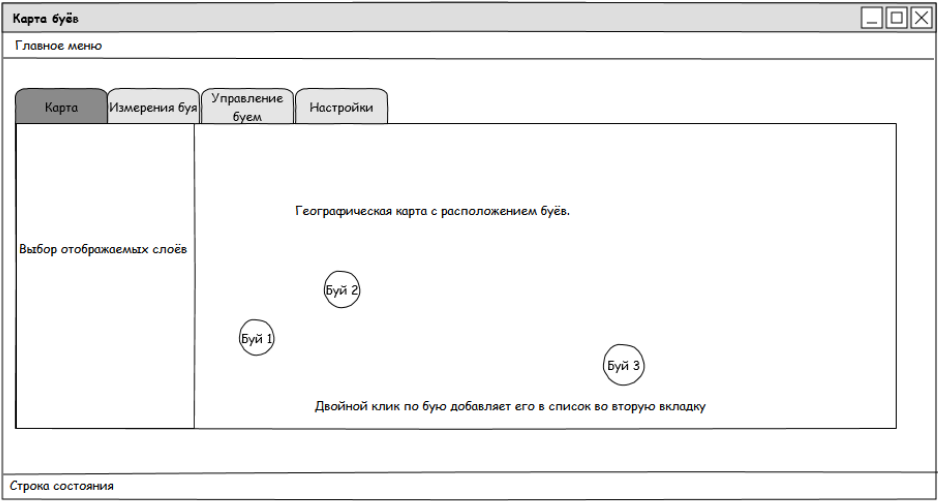 Карта буёв
Главное меню
Карта
Измерения буя
Управление
буем
Настройки
Географическая карта с расположением буёв.
Выбор отображаемых слоёв
Буй 2
Буй 1
Буй 3
Двойной клик по бую добавляет его в список во вторую вкладку
Строка состояния